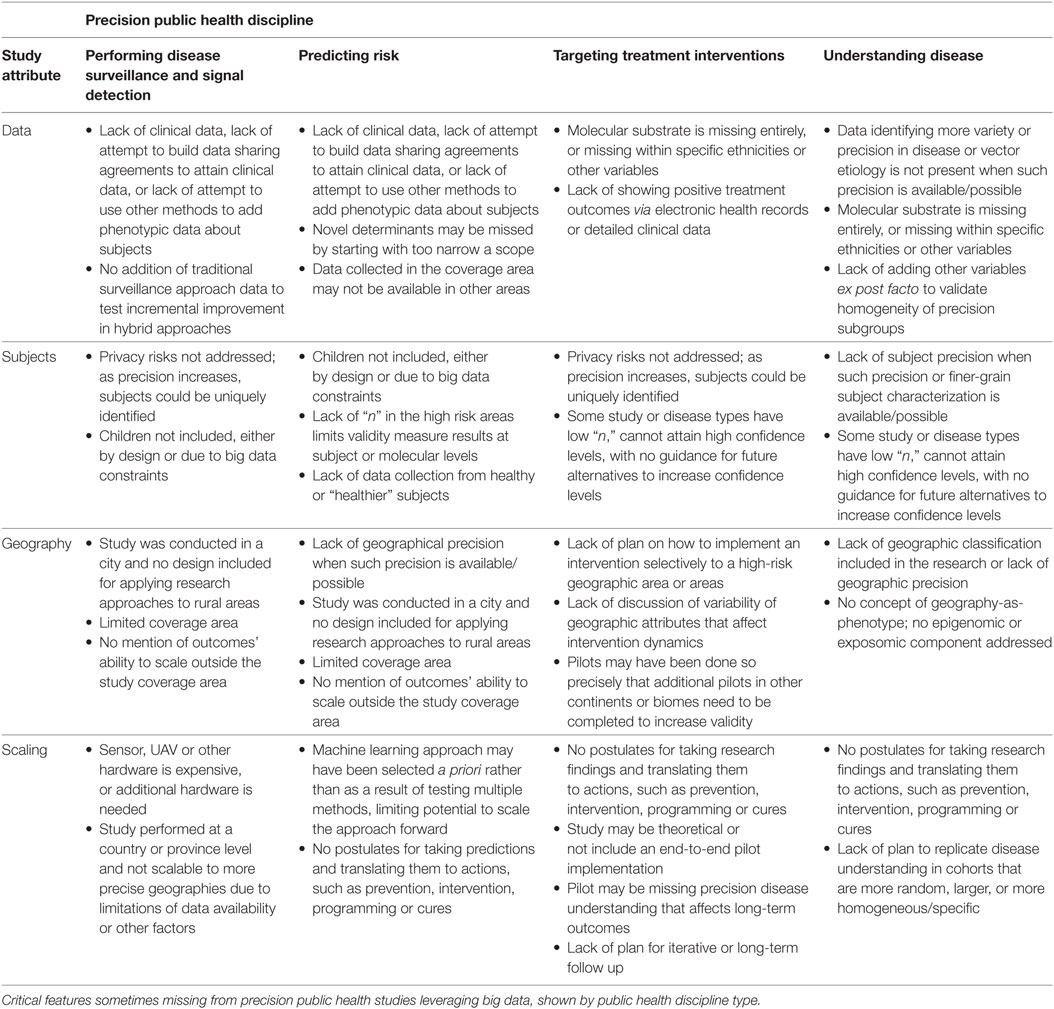 Precision public health discipline
Study
attribute
Performing disease
surveillance and signal
detection
Predicting risk
Targeting treatment interventions
Understanding disease
Data
• Lack of clinical data, lack of
attempt to build data sharing
agreements to attain clinical
data, or lack of attempt to
use other methods to add
phenotypic data about
subjects
• No addition of traditional
surveillance approach data to
test incremental improvement
in hybrid approaches
• Lack of clinical data, lack of attempt
to build data sharing agreements
to attain clinical data, or lack of
attempt to use other methods to
add phenotypic data about subjects
• Novel determinants may be missed
by starting with too narrow a scope
• Data collected in the coverage area
may not be available in other areas
• Molecular substrate is missing entirely,
or missing within specific ethnicities or
other variables
• Lack of showing positive treatment
outcomes via electronic health records
or detailed clinical data
• Data identifying more variety or
precision in disease or vector
etiology is not present when such
precision is available/possible
• Molecular substrate is missing
entirely, or missing within specific
ethnicities or other variables
• Lack of adding other variables
ex post facto to validate
homogeneity of precision
subgroups
Subjects
• Privacy risks not addressed;
as precision increases,
subjects could be uniquely
identified
• Children not included, either
by design or due to big data
constraints
• Children not included, either
by design or due to big data
constraints
• Lack of “n” in the high risk areas
limits validity measure results at
subject or molecular levels
• Lack of data collection from healthy
or “healthier” subjects
• Privacy risks not addressed; as
precision increases, subjects could be
uniquely identified
• Some study or disease types have
low “n,” cannot attain high confidence
levels, with no guidance for future
alternatives to increase confidence
levels
• Lack of subject precision when
such precision or finer-grain
subject characterization is
available/possible
• Some study or disease types
have low “n,” cannot attain
high confidence levels, with no
guidance for future alternatives to
increase confidence levels
Geography
• Study was conducted in a
city and no design included
for applying research
approaches to rural areas
• Limited coverage area
• No mention of outcomes’
ability to scale outside the
study coverage area
• Lack of geographical precision
when such precision is available/
possible
• Study was conducted in a city and
no design included for applying
research approaches to rural areas
• Limited coverage area
• No mention of outcomes’ ability to
scale outside the study coverage
area
• Lack of plan on how to implement an
intervention selectively to a high-risk
geographic area or areas
• Lack of discussion of variability of
geographic attributes that affect
intervention dynamics
• Pilots may have been done so
precisely that additional pilots in other
continents or biomes need to be
completed to increase validity
• Lack of geographic classification
included in the research or lack of
geographic precision
• No concept of geography-as-
phenotype; no epigenomic or
exposomic component addressed
Scaling
• Sensor, UAV or other
hardware is expensive,
or additional hardware is
needed
• Study performed at a
country or province level
and not scalable to more
precise geographies due to
limitations of data availability
or other factors
• Machine learning approach may
have been selected a priori rather
than as a result of testing multiple
methods, limiting potential to scale
the approach forward
• No postulates for taking predictions
and translating them to actions,
such as prevention, intervention,
programming or cures
• No postulates for taking research
findings and translating them
to actions, such as prevention,
intervention, programming or cures
• Study may be theoretical or
not include an end-to-end pilot
implementation
• Pilot may be missing precision disease
understanding that affects long-term
outcomes
• Lack of plan for iterative or long-term
follow up
• No postulates for taking research
findings and translating them
to actions, such as prevention,
intervention, programming or
cures
• Lack of plan to replicate disease
understanding in cohorts that
are more random, larger, or more
homogeneous/specific
Critical features sometimes missing from precision public health studies leveraging big data, shown by public health discipline type.